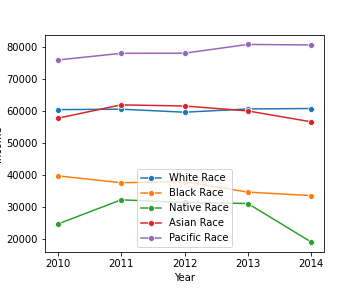 80000
70000
60000
50000
40000
30000
20000
White Race
Black Race
Native Race
Asian Race
Pacific Race
2010 2011 2012 2013 2014
Year